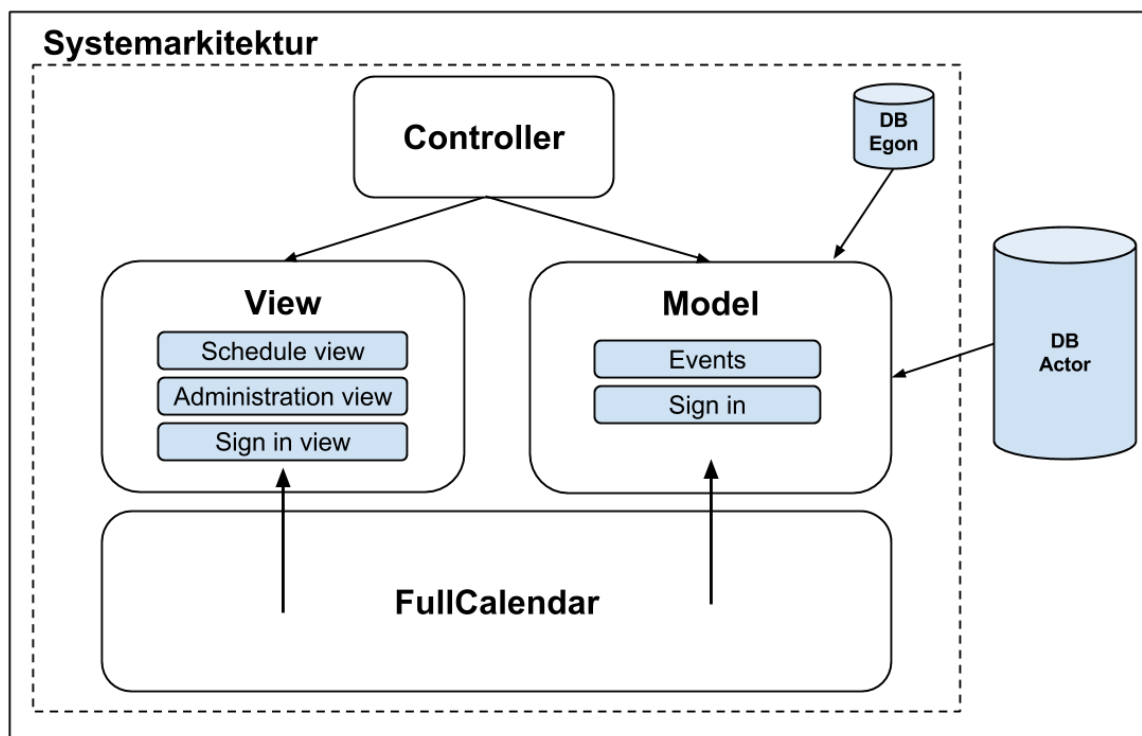 Systemarkitektur
Controller
DB
Egon
View
Schedule view
Administration view
Sign in view
Model
Events
Sign in
DB
Actor
FullCalendar